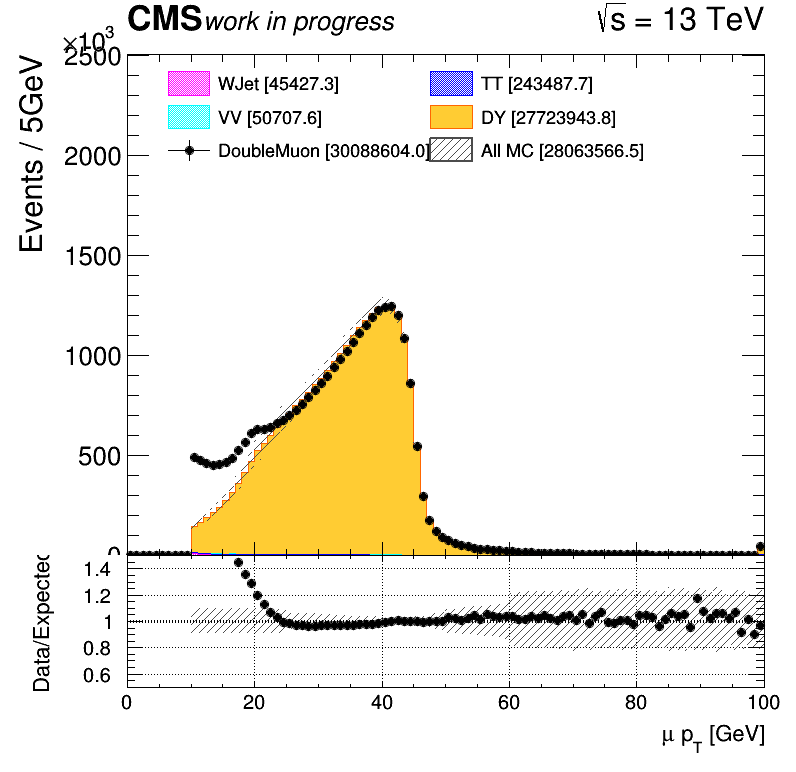 CMS work in progress √s = 13 TeV
×10³
Events / 5GeV
2500
2000
1500
1000
500
0
WJet [45427.3] TT [243487.7]
VV [50707.6] DY [27723943.8]
DoubleMuon [30088604.0] All MC [28063566.5]
Data/Expected
1.4
1.2
1
0.8
0.6
0 20 40 60 80 100
μ p_T [GeV]